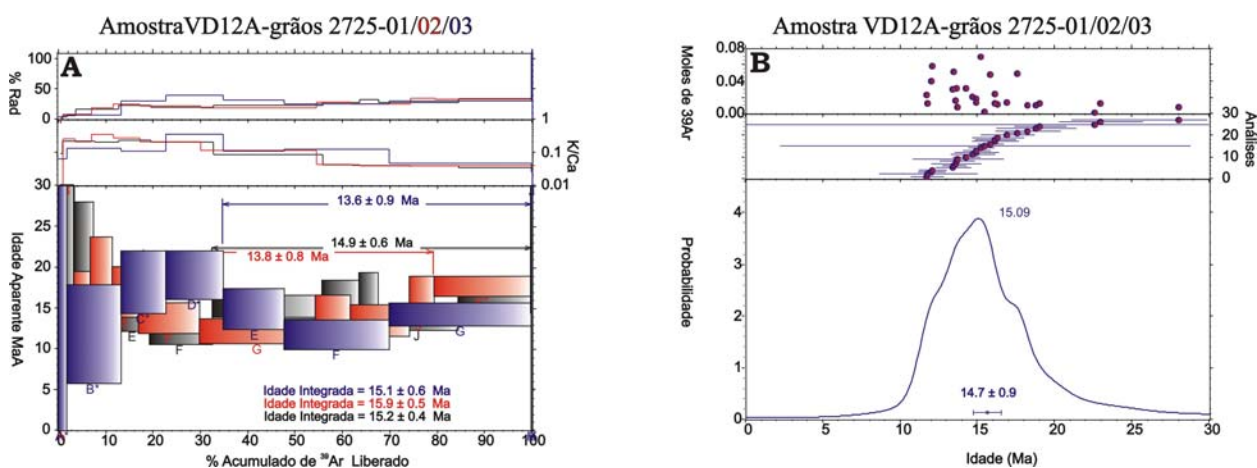 AmostraVD12A-grãos 2725-01/02/03
A
% Rad
100
50
0
1
K/Ca
0.1
0.01
Idade Aparente MaA
30
25
20
15
10
5
0
13.6 ± 0.9 Ma
14.9 ± 0.6 Ma
13.8 ± 0.8 Ma
B*
C*
D*
E
F
G
E
F
J
G
Idade Integrada = 15.1 ± 0.6 Ma
Idade Integrada = 15.9 ± 0.5 Ma
Idade Integrada = 15.2 ± 0.4 Ma
0 10 20 30 40 50 60 70 80 90 100
% Acumulado de ³⁹Ar Liberado
Amostra VD12A-grãos 2725-01/02/03
B
Moles de 39Ar
0.08
0.04
0.00
Análises
30
20
10
0
Probabilidade
4
3
2
1
0
15.09
14.7 ± 0.9
0 5 10 15 20 25 30
Idade (Ma)